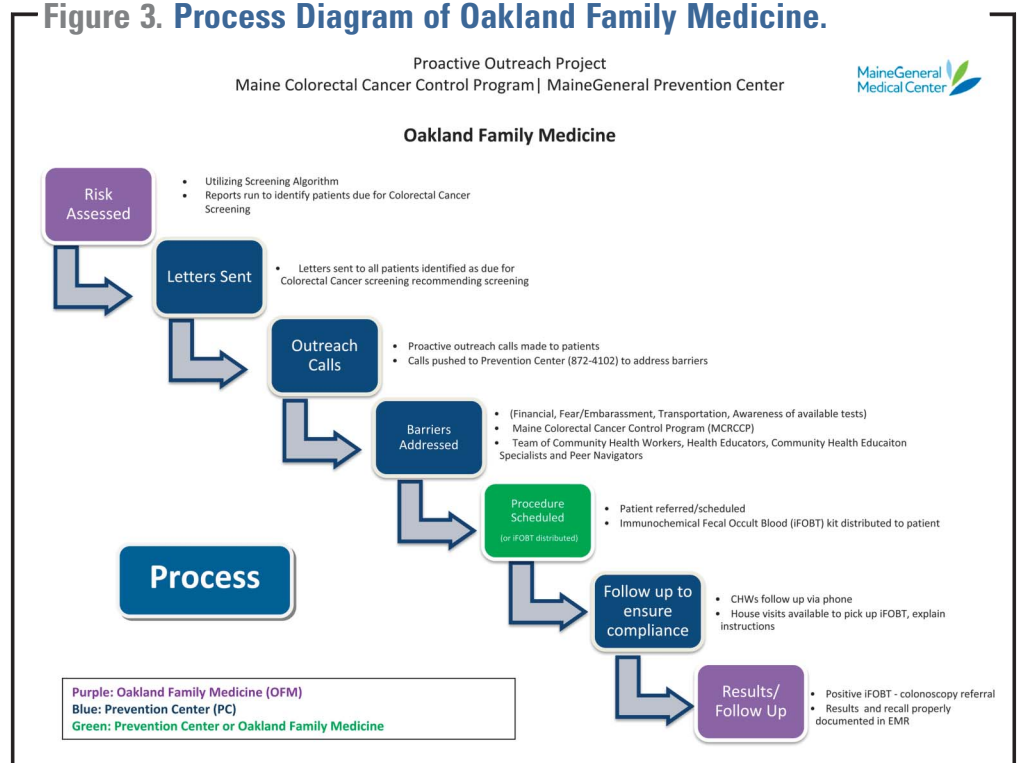 Figure 3. Process Diagram of Oakland Family Medicine.
Proactive Outreach Project
Maine Colorectal Cancer Control Program| MaineGeneral Prevention Center
MaineGeneral
Medical Center
Oakland Family Medicine
Risk
Assessed
• Utilizing Screening Algorithm
• Reports run to identify patients due for Colorectal Cancer
Screening
Letters Sent
• Letters sent to all patients identified as due for
Colorectal Cancer screening recommending screening
Outreach
Calls
• Proactive outreach calls made to patients
• Calls pushed to Prevention Center (872-4102) to address barriers
Barriers
Addressed
• (Financial, Fear/Embarassment, Transportation, Awareness of available tests)
• Maine Colorectal Cancer Control Program (MCRCCP)
• Team of Community Health Workers, Health Educators, Community Health Educaiton
Specialists and Peer Navigators
Procedure
Scheduled
(or iFOBT distributed)
• Patient referred/scheduled
• Immunochemical Fecal Occult Blood (iFOBT) kit distributed to patient
Process
Follow up to
ensure
compliance
• CHWs follow up via phone
• House visits available to pick up iFOBT, explain
instructions
Results/
Follow Up
• Positive iFOBT - colonoscopy referral
• Results and recall properly
documented in EMR
Purple: Oakland Family Medicine (OFM)
Blue: Prevention Center (PC)
Green: Prevention Center or Oakland Family Medicine